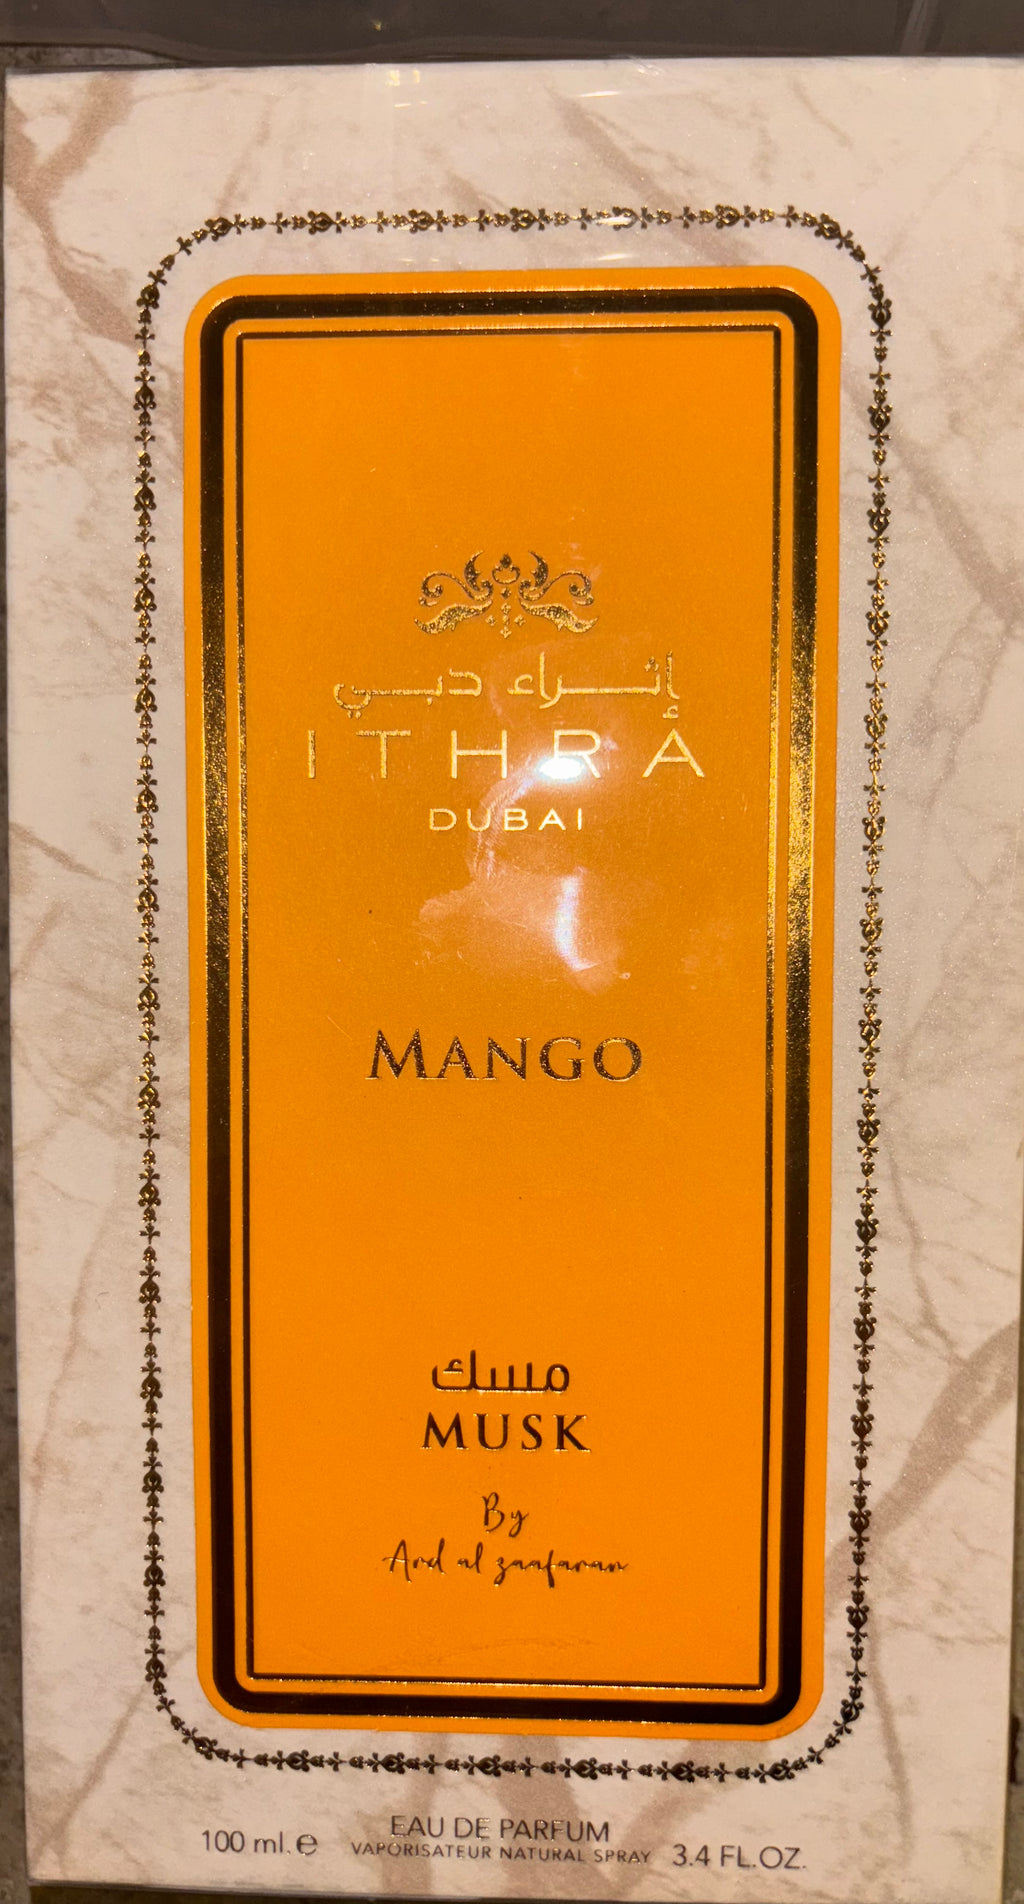 إثراء دبي
ITHRA
DUBAI
MANGO
مسك
MUSK
By
Ard al zaafaran
EAU DE PARFUM
100 ml. e VAPORISATEUR NATURAL SPRAY 3.4 FL.OZ.